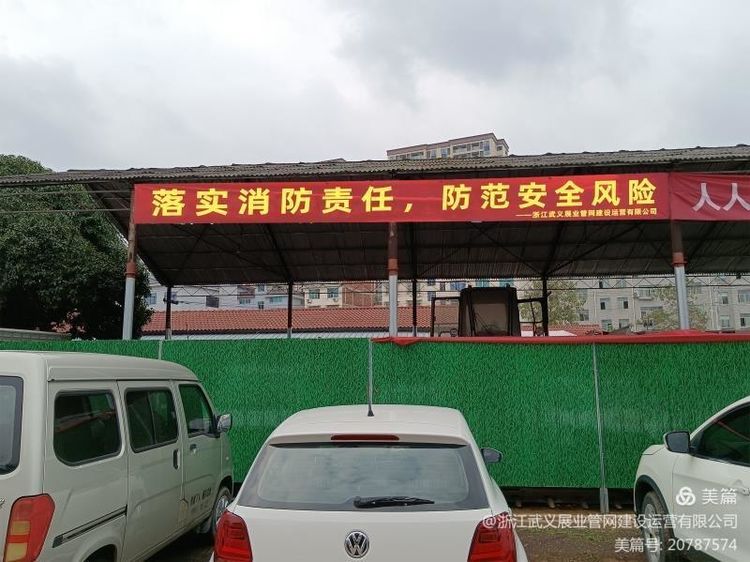 落实消防责任，防范安全风险
——浙江武义展业管网建设运营有限公司
人人
美篇
@浙江武义展业管网建设运营有限公司
美篇号: 20787574